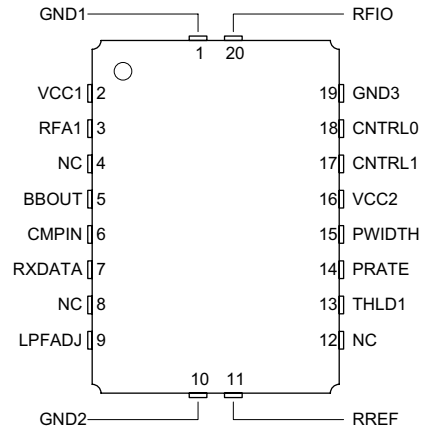 GND1 RFIO
1 20
VCC1 2 19 GND3
RFA1 3 18 CNTRL0
NC 4 17 CNTRL1
BBOUT 5 16 VCC2
CMPIN 6 15 PWIDTH
RXDATA 7 14 PRATE
NC 8 13 THLD1
LPFADJ 9 12 NC
10 11
GND2 RREF